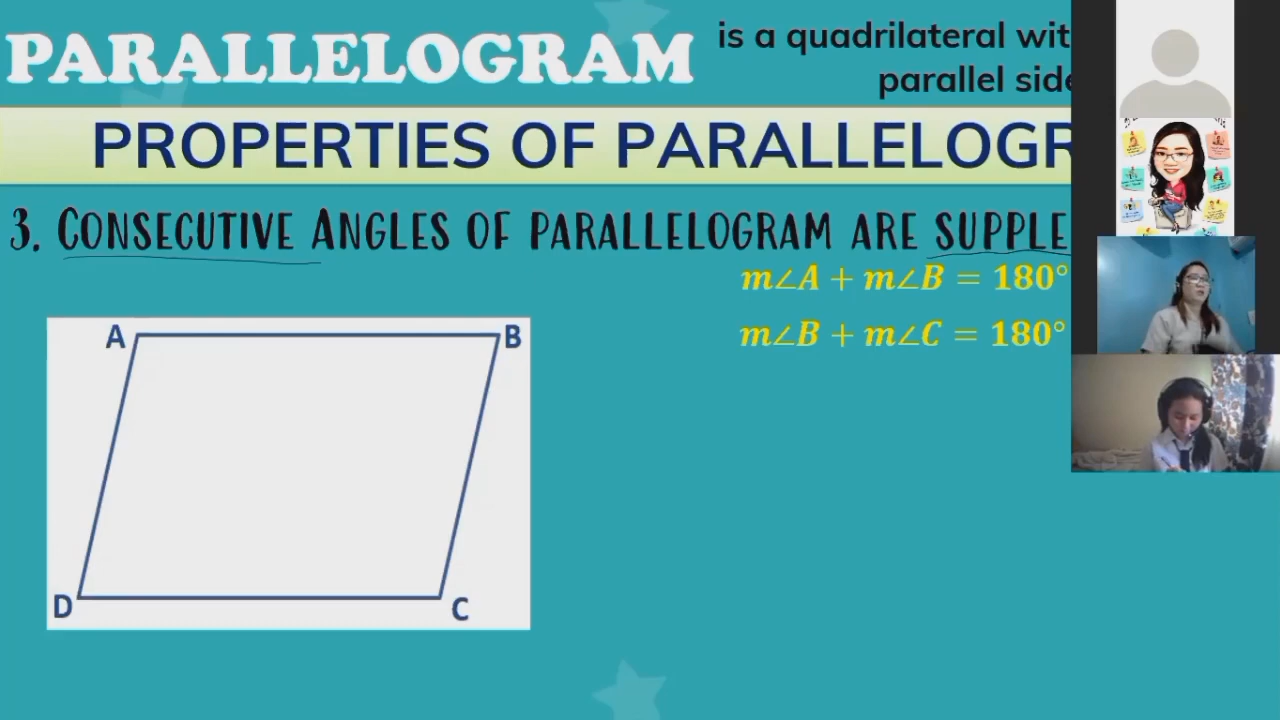 PARALLELOGRAM
is a quadrilateral wit
parallel side
PROPERTIES OF PARALLELOGR
3. CONSECUTIVE ANGLES OF PARALLELOGRAM ARE SUPPLE
m∠A + m∠B = 180°
m∠B + m∠C = 180°
A B
D C